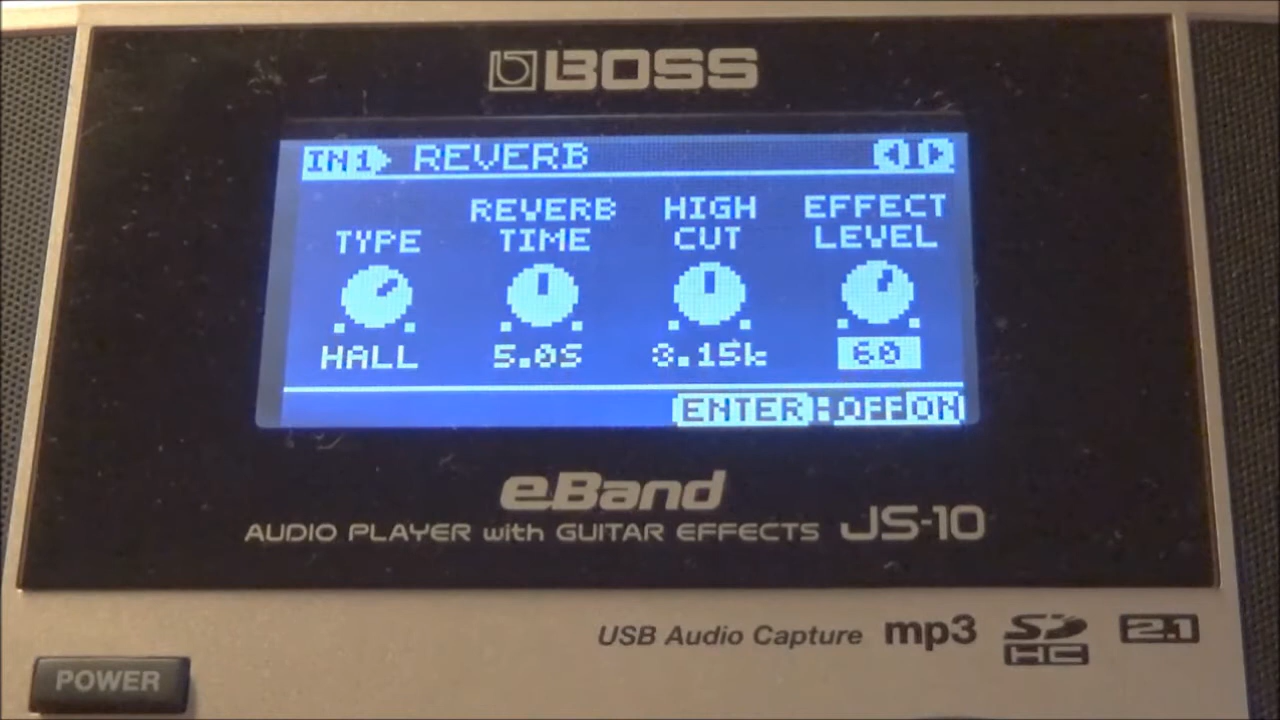 BOSS
IN1 REVERB
TYPE
REVERB
TIME
HIGH
CUT
EFFECT
LEVEL
HALL
5.0S
3.15k
60
ENTER:OFF ON
eBand
AUDIO PLAYER with GUITAR EFFECTS JS-10
USB Audio Capture mp3 SD HC 2.1
POWER